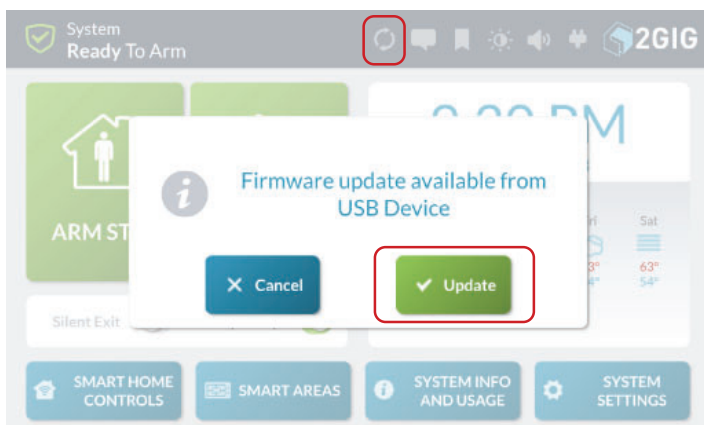 System
Ready To Arm
2GIG
Firmware update available from
USB Device
ARM ST
Sat
Cancel
Update
63°
54°
Silent Exit
SMART HOME
CONTROLS
SMART AREAS
SYSTEM INFO
AND USAGE
SYSTEM
SETTINGS